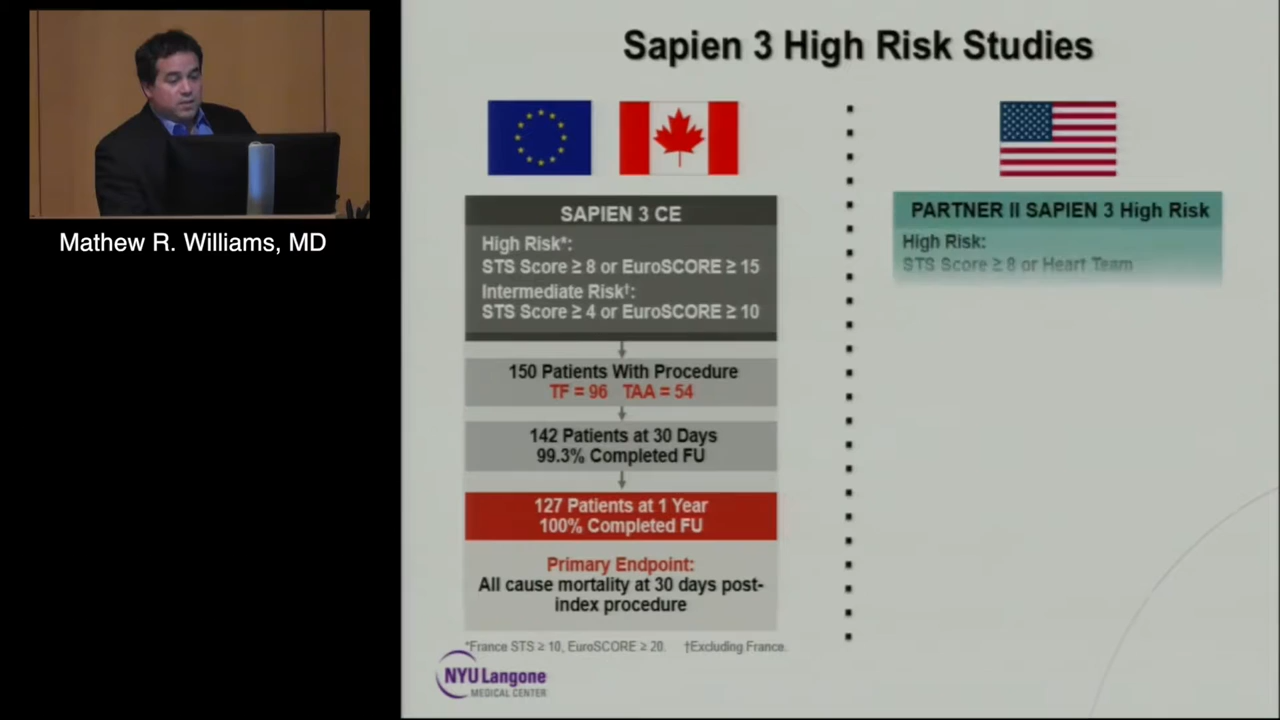 Sapien 3 High Risk Studies
Mathew R. Williams, MD
SAPIEN 3 CE
High Risk*:
STS Score ≥ 8 or EuroSCORE ≥ 15
Intermediate Risk†:
STS Score ≥ 4 or EuroSCORE ≥ 10
150 Patients With Procedure
TF = 96 TAA = 54
142 Patients at 30 Days
99.3% Completed FU
127 Patients at 1 Year
100% Completed FU
Primary Endpoint:
All cause mortality at 30 days post-
index procedure
*France STS ≥ 10, EuroSCORE ≥ 20. †Excluding France.
NYU Langone
MEDICAL CENTER
PARTNER II SAPIEN 3 High Risk
High Risk:
STS Score ≥ 8 or Heart Team